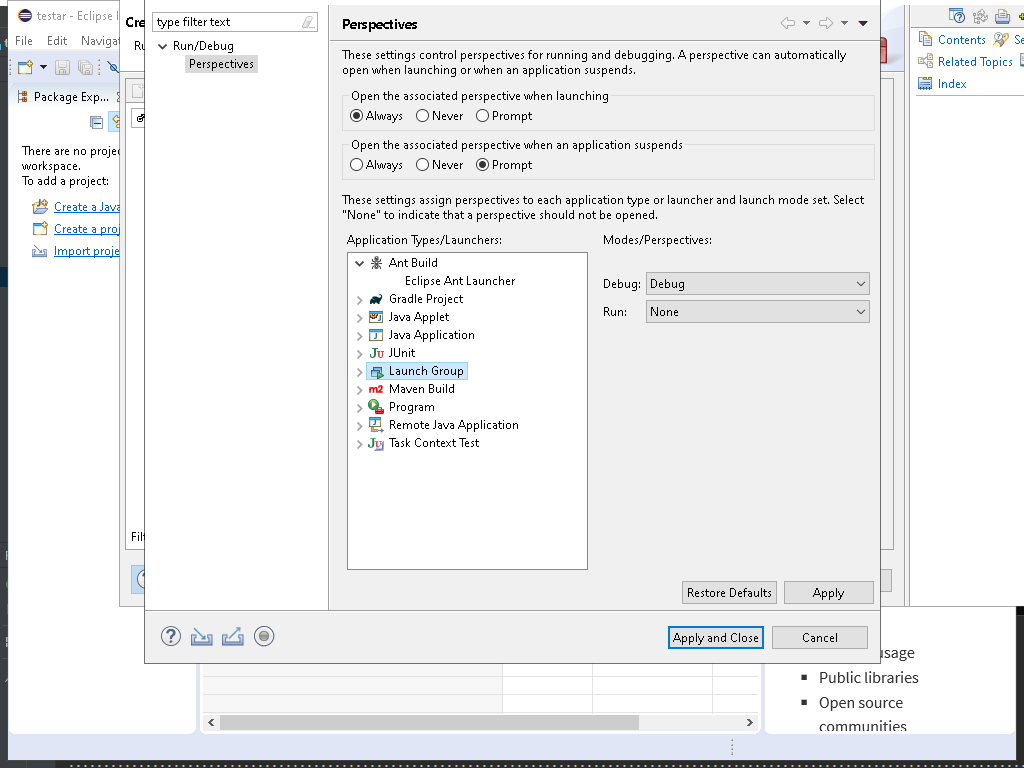 testar - Eclipse I
File Edit Naviga
Package Exp...
There are no proje
workspace.
To add a project:
Create a Java
Create a proj
Import proje
Cre
Ru
Filt
type filter text
Run/Debug
Perspectives
Perspectives
These settings control perspectives for running and debugging. A perspective can automatically
open when launching or when an application suspends.
Open the associated perspective when launching
Always Never Prompt
Open the associated perspective when an application suspends
Always Never Prompt
These settings assign perspectives to each application type or launcher and launch mode set. Select
"None" to indicate that a perspective should not be opened.
Application Types/Launchers:
Ant Build
Eclipse Ant Launcher
Gradle Project
Java Applet
Java Application
JUnit
Launch Group
Maven Build
Program
Remote Java Application
Task Context Test
Modes/Perspectives:
Debug: Debug
Run: None
Restore Defaults Apply
Apply and Close Cancel
Contents Se
Related Topics
Index
usage
Public libraries
Open source
communities